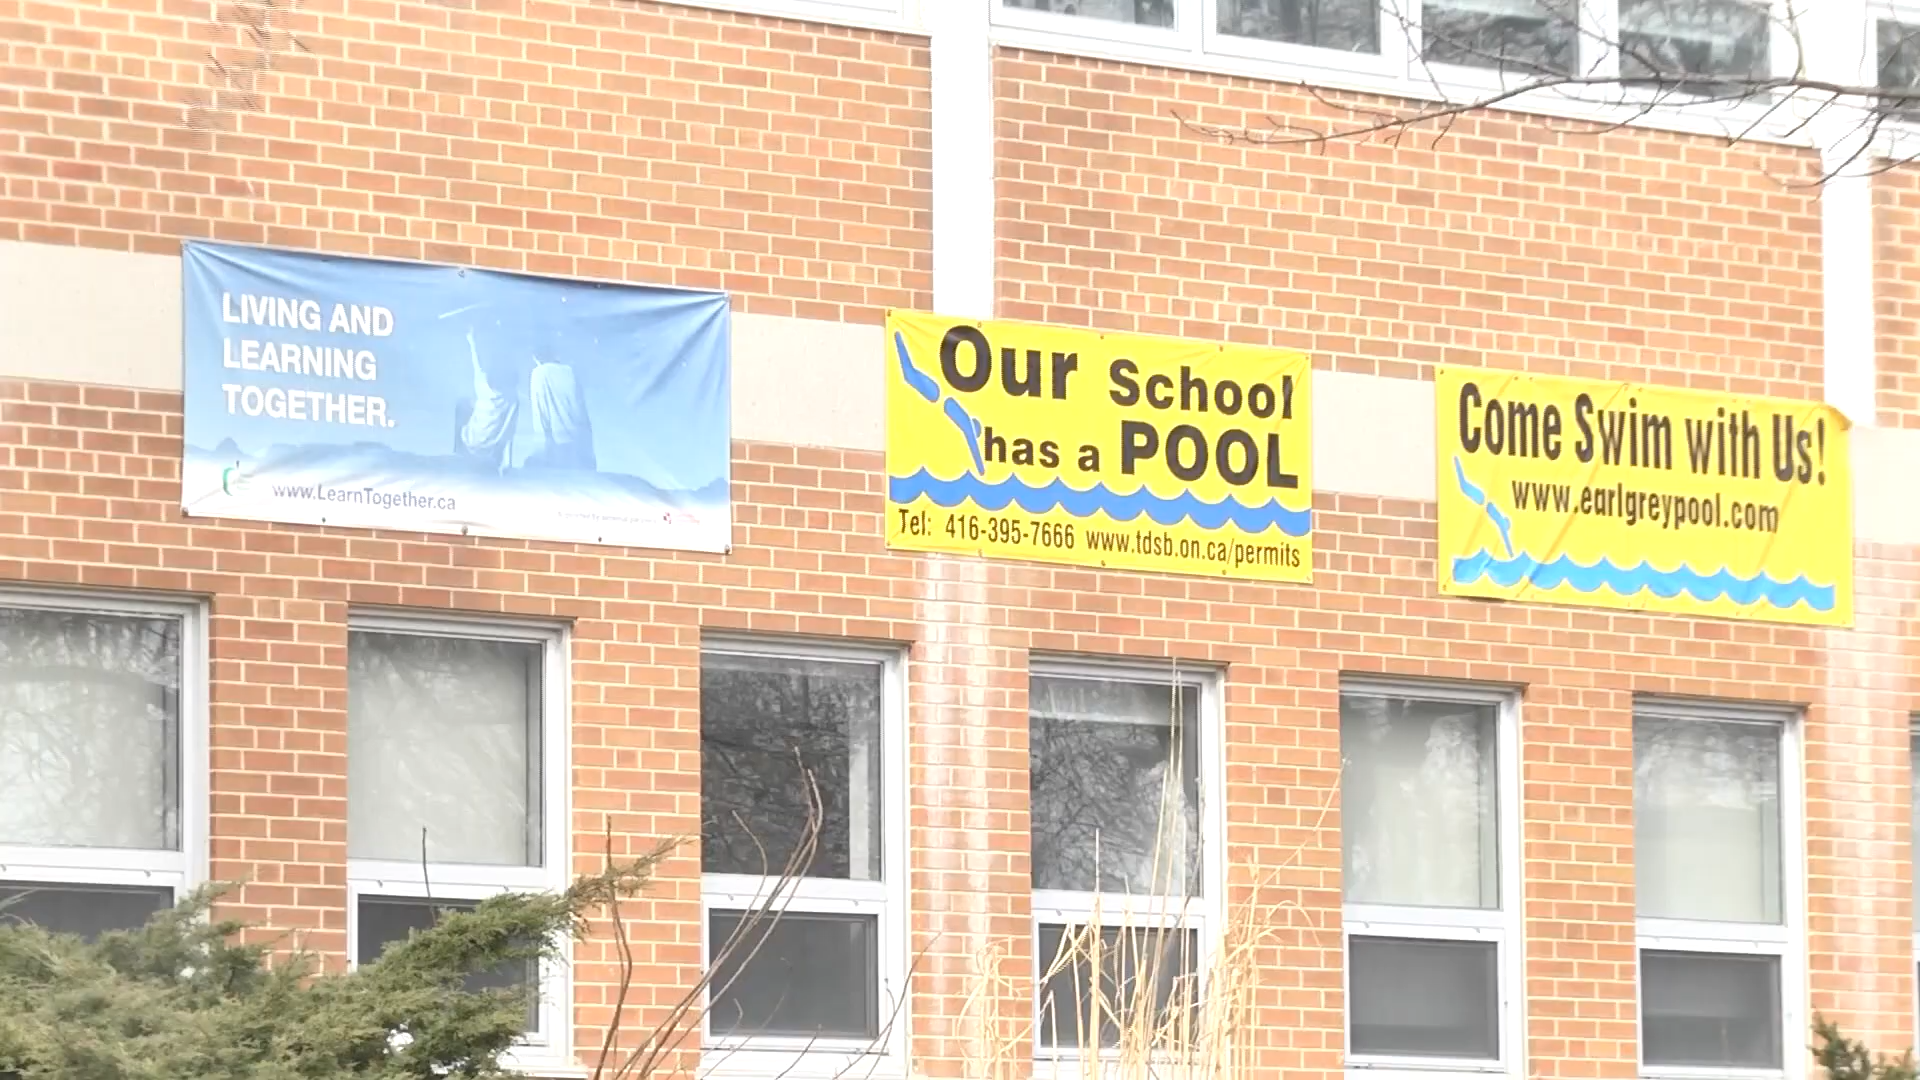 LIVING AND
LEARNING
TOGETHER.
www.LearnTogether.ca
Our School
has a POOL
Tel: 416-395-7666 www.tdsb.on.ca/permits
Come Swim with Us!
www.earlgreypool.com